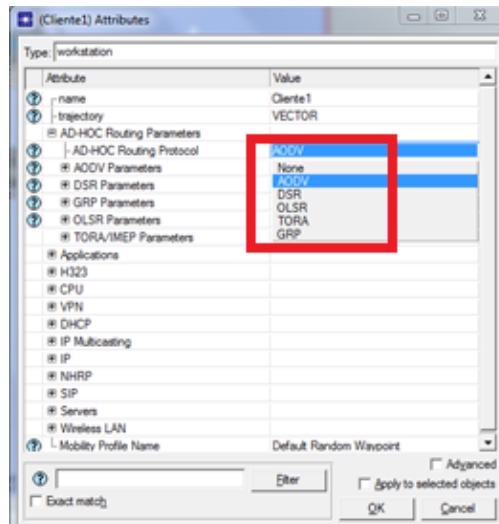 (Cliente1) Attributes
Type: workstation
Attribute Value
name Cliente1
trajectory VECTOR
AD-HOC Routing Parameters
AD-HOC Routing Protocol AODV
AODV Parameters None
AODV
DSR Parameters DSR
GRP Parameters OLSR
OLSR Parameters TORA
TORA/IMEP Parameters GRP
Applications
H323
CPU
VPN
DHCP
IP Multicasting
IP
NHRP
SIP
Servers
Wireless LAN
Mobility Profile Name Default Random Waypoint
Advanced
Filter Apply to selected objects
Exact match OK Cancel